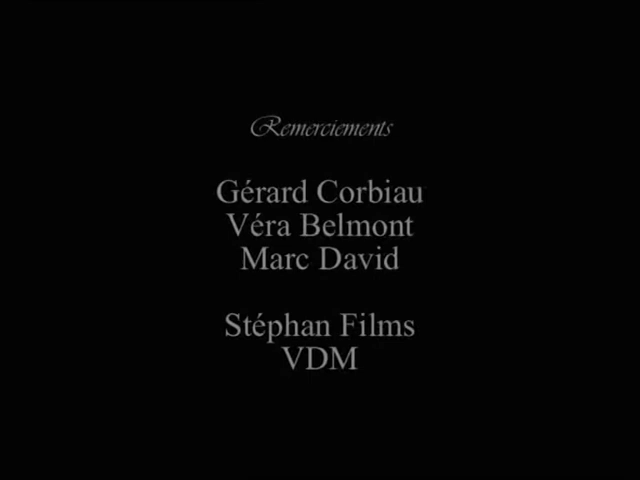 Remerciements
Gérard Corbiau
Véra Belmont
Marc David
Stéphan Films
VDM